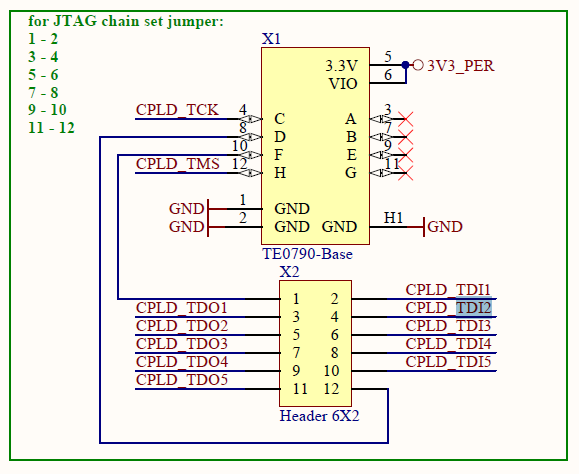 for JTAG chain set jumper:
1 - 2
3 - 4
5 - 6
7 - 8
9 - 10
11 - 12
X1
3.3V 5 3V3_PER
VIO 6
CPLD_TCK 4 C A 3
8 D B 7
10 F E 9
CPLD_TMS 12 H G 11
GND 1 GND
GND 2 GND GND H1 GND
TE0790-Base
X2
1 2 CPLD_TDI1
CPLD_TDO1 3 4 CPLD_TDI2
CPLD_TDO2 5 6 CPLD_TDI3
CPLD_TDO3 7 8 CPLD_TDI4
CPLD_TDO4 9 10 CPLD_TDI5
CPLD_TDO5 11 12
Header 6X2